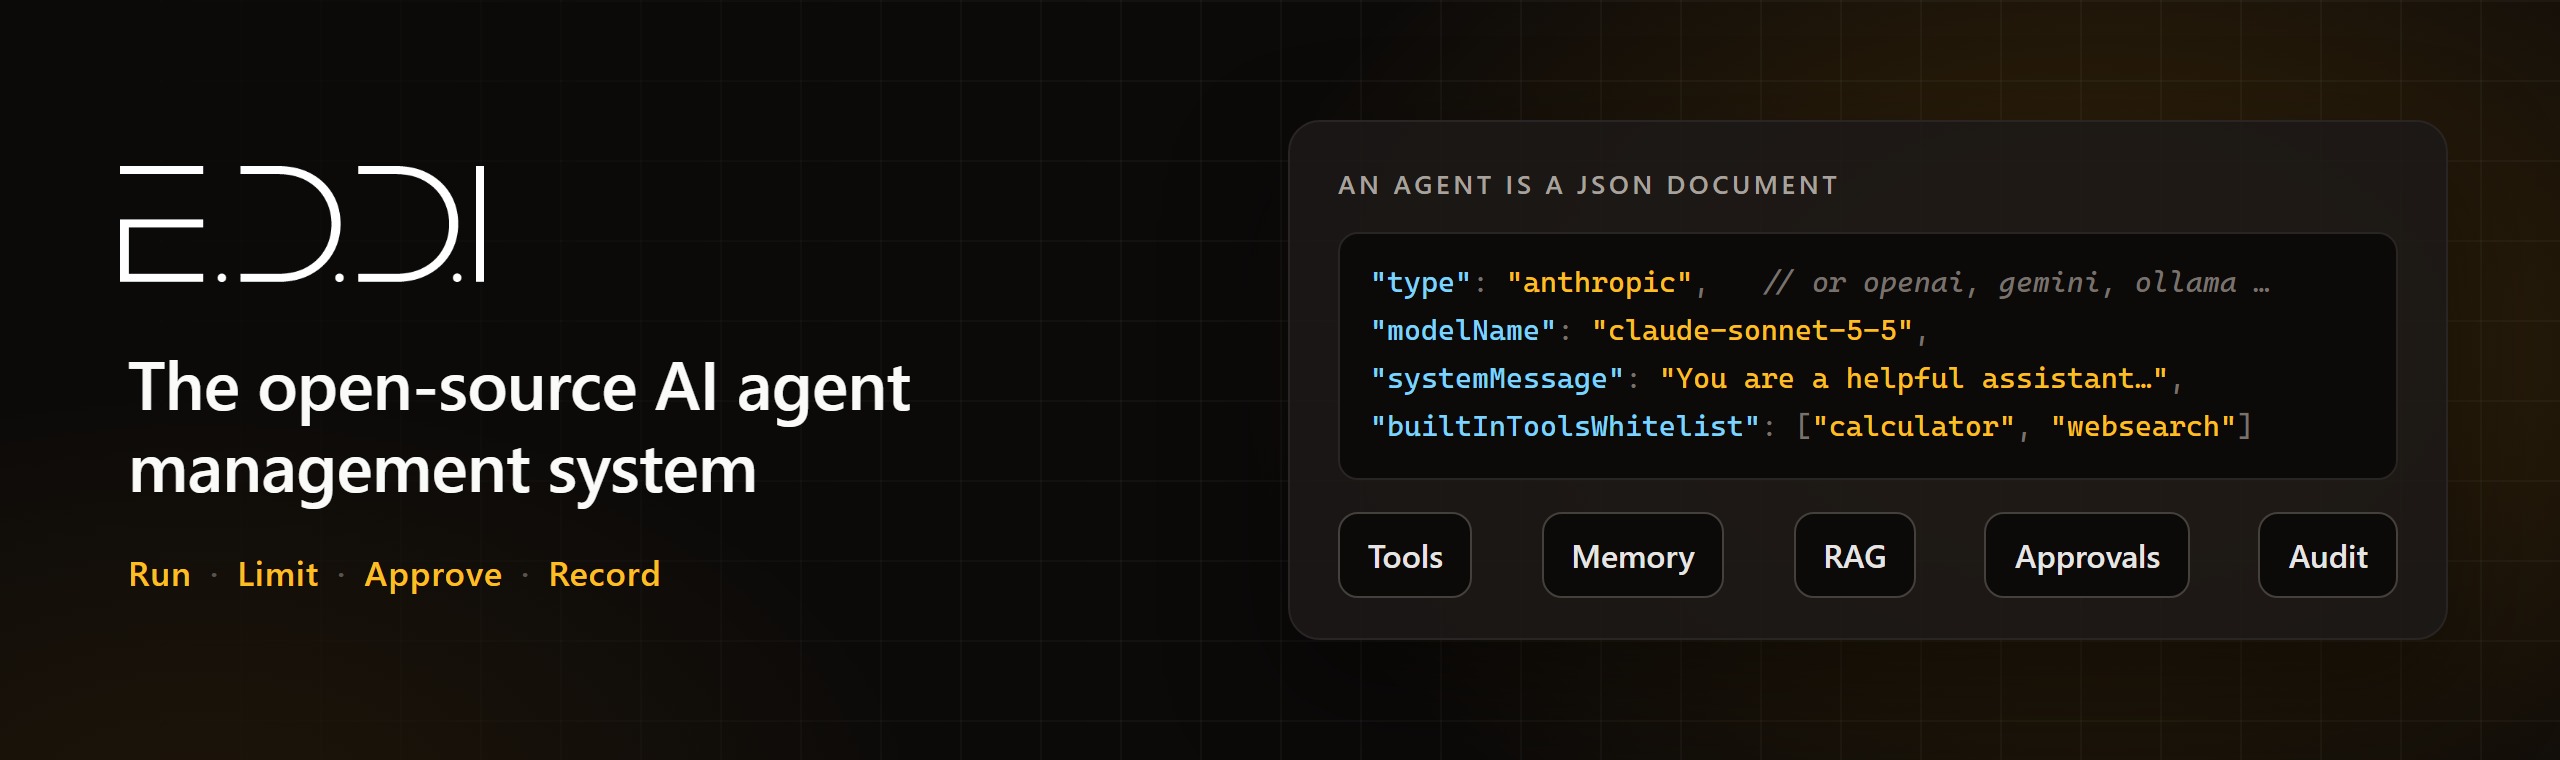 E.D.D.I
The open-source AI agent
management system
Run · Limit · Approve · Record
AN AGENT IS A JSON DOCUMENT
"type": "anthropic",   // or openai, gemini, ollama …
"modelName": "claude-sonnet-5-5",
"systemMessage": "You are a helpful assistant…",
"builtInToolsWhitelist": ["calculator", "websearch"]
Tools
Memory
RAG
Approvals
Audit